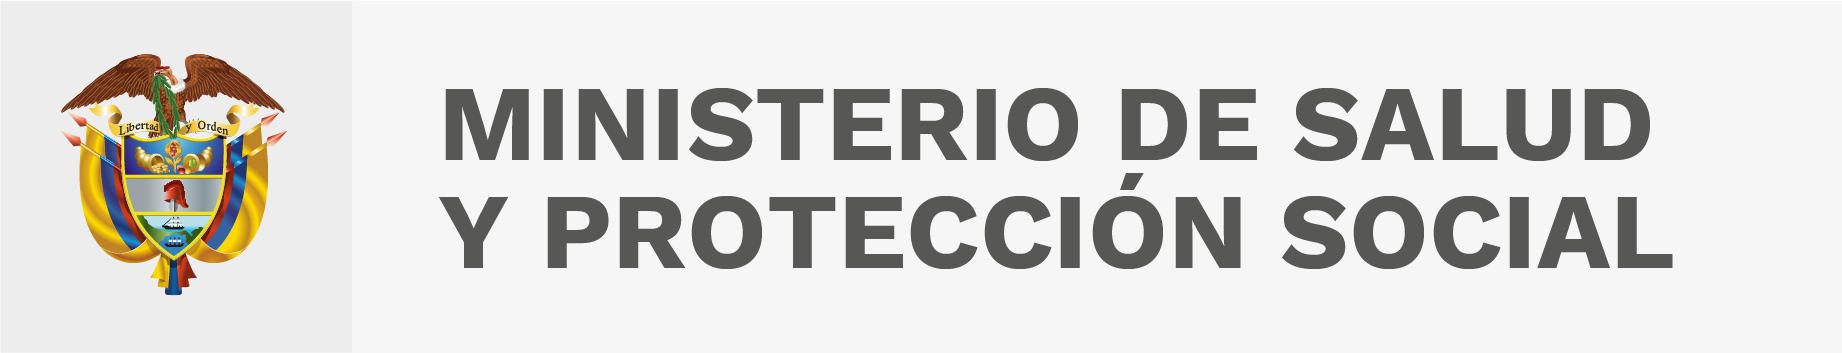 Libertad y Orden
MINISTERIO DE SALUD
Y PROTECCIÓN SOCIAL